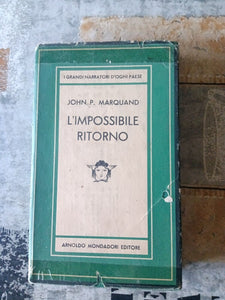 I GRANDI NARRATORI D'OGNI PAESE
JOHN P. MARQUAND
L'IMPOSSIBILE
RITORNO
ARNOLDO MONDADORI EDITORE